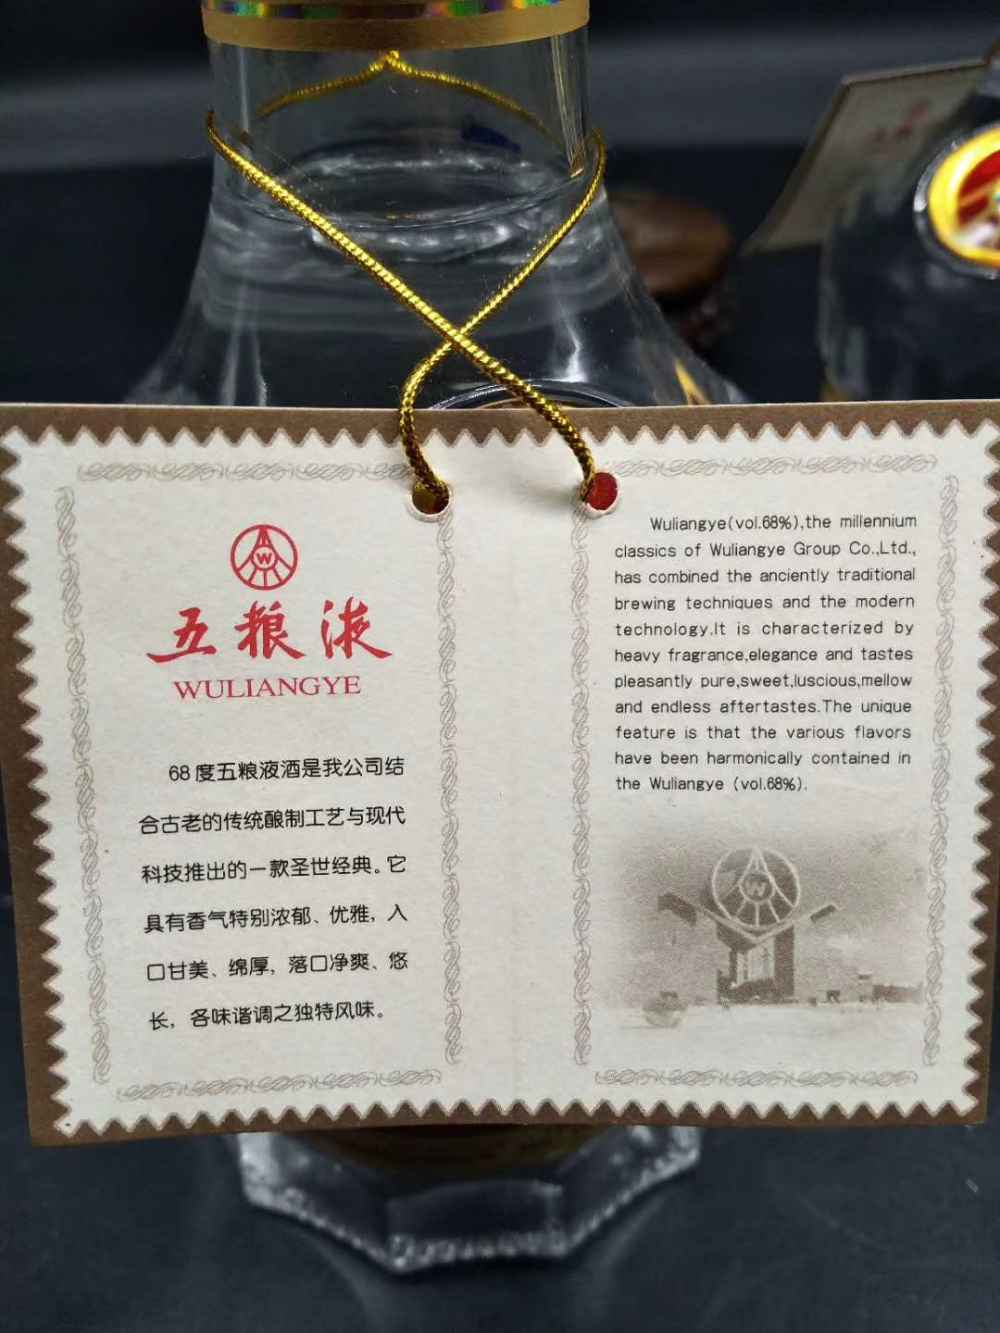 五粮液
WULIANGYE
68度五粮液酒是我公司结
合古老的传统酿制工艺与现代
科技推出的一款圣世经典。它
具有香气特别浓郁、优雅，入
口甘美、绵厚，落口净爽、悠
长，各味谐调之独特风味。
Wuliangye(vol.68%),the millennium
classics of Wuliangye Group Co.,Ltd.,
has combined the anciently traditional
brewing techniques and the modern
technology.It is characterized by
heavy fragrance,elegance and tastes
pleasantly pure,sweet,luscious,mellow
and endless aftertastes.The unique
feature is that the various flavors
have been harmonically contained in
the Wuliangye (vol.68%).